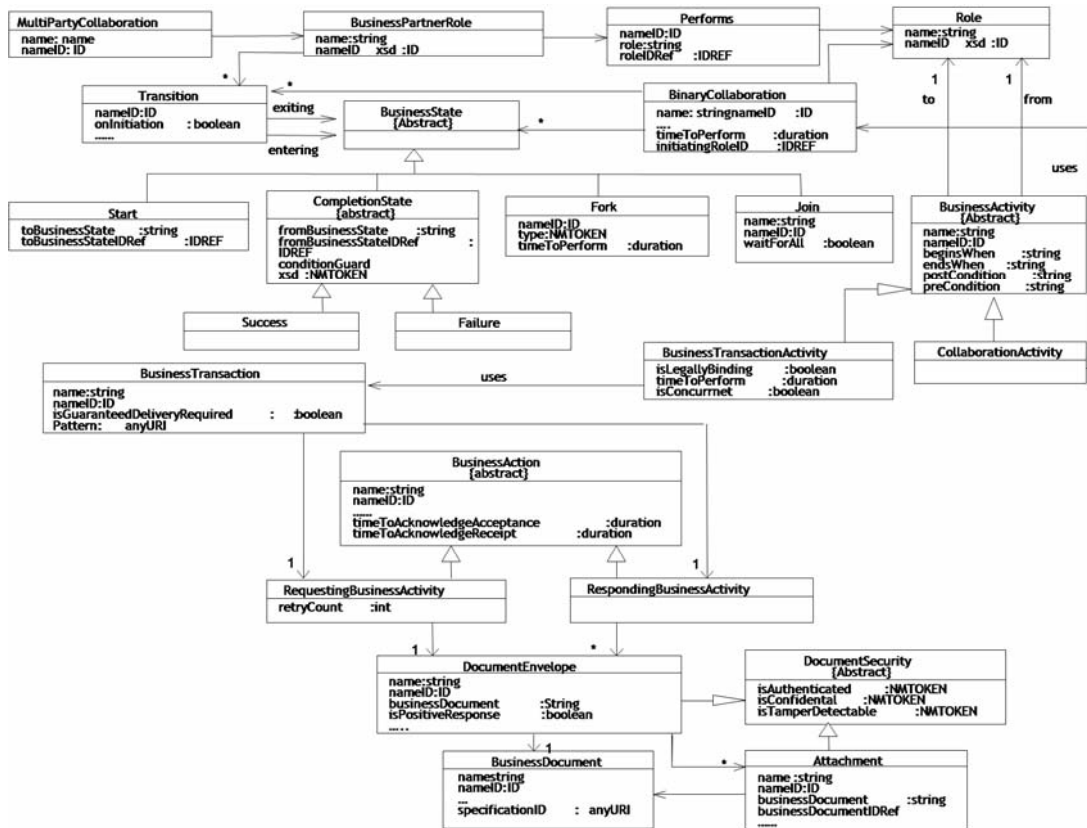 MultiPartyCollaboration
name: name
nameID: ID
BusinessPartnerRole
name:string
nameID xsd :ID
Performs
nameID:ID
role:string
roleIDRef :IDREF
Role
name:string
nameID xsd :ID
*
*
1
1
to
from
Transition
nameID:ID
onInitiation : boolean
......
exiting
entering
BusinessState
{Abstract}
*
BinaryCollaboration
name: stringnameID :ID
....
timeToPerform :duration
initiatingRoleID :IDREF
uses
Start
toBusinessState :string
toBusinessStateIDRef :IDREF
CompletionState
{abstract}
fromBusinessState :string
fromBusinessStateIDRef :
IDREF
conditionGuard
xsd :NMTOKEN
Fork
nameID:ID
type:NMTOKEN
timeToPerform :duration
Join
name:string
nameID:ID
waitForAll :boolean
BusinessActivity
{Abstract}
name:string
nameID:ID
beginsWhen :string
endsWhen :string
postCondition :string
preCondition :string
Success
Failure
BusinessTransactionActivity
isLegallyBinding :boolean
timeToPerform :duration
isConcurrnet :boolean
CollaborationActivity
BusinessTransaction
name:string
nameID:ID
isGuaranteedDeliveryRequired : :boolean
Pattern: anyURI
uses
BusinessAction
{abstract}
name:string
nameID:ID
......
timeToAcknowledgeAcceptance :duration
timeToAcknowledgeReceipt :duration
1
1
RequestingBusinessActivity
retryCount :int
RespondingBusinessActivity
1
*
DocumentEnvelope
name:string
nameID:ID
businessDocument :String
isPositiveResponse :boolean
.....
DocumentSecurity
{Abstract}
isAuthenticated :NMTOKEN
isConfidental :NMTOKEN
isTamperDetectable :NMTOKEN
1
*
BusinessDocument
namestring
nameID:ID
...
specificationID : anyURI
Attachment
name :string
nameID:ID
businessDocument :string
businessDocumentIDRef
......